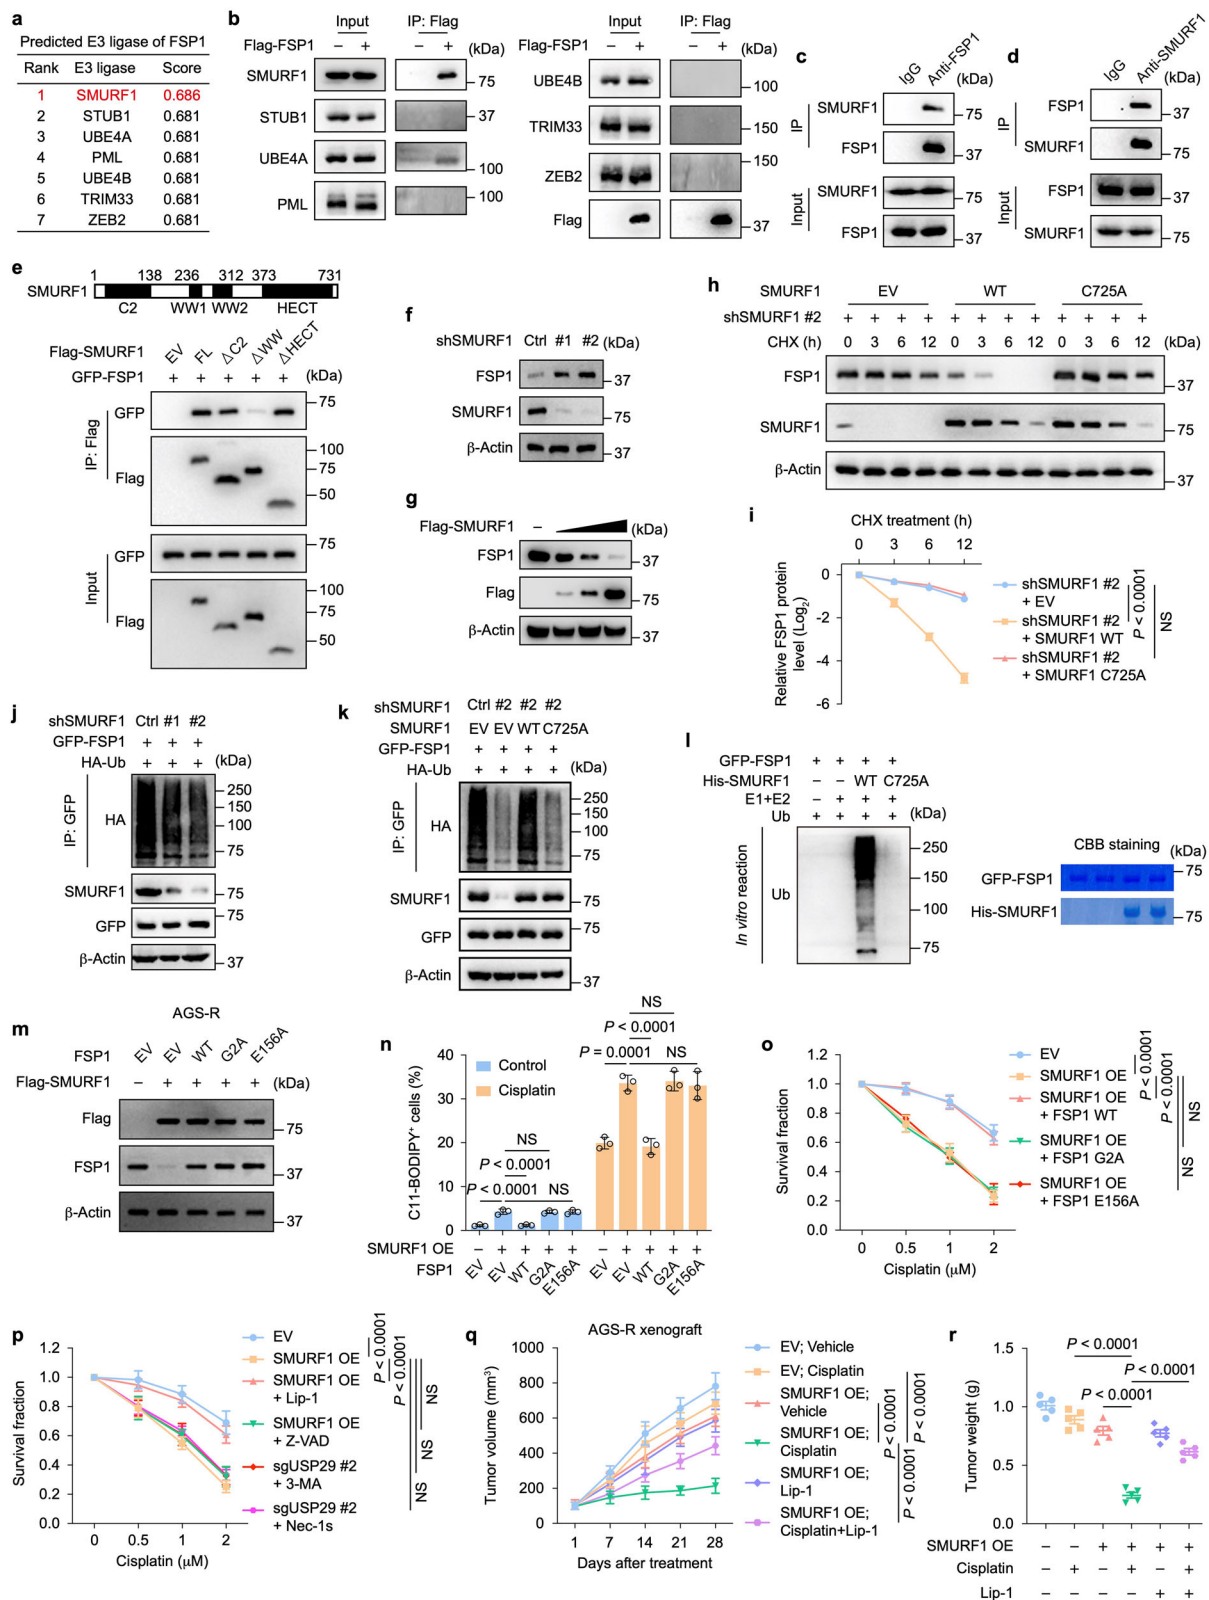 a
Predicted E3 ligase of FSP1
Rank E3 ligase Score
1 SMURF1 0.686
2 STUB1 0.681
3 UBE4A 0.681
4 PML 0.681
5 UBE4B 0.681
6 TRIM33 0.681
7 ZEB2 0.681
b
Input IP: Flag
Flag-FSP1 – + – + (kDa)
SMURF1 75
STUB1 37
UBE4A 100
PML 100
Input IP: Flag
Flag-FSP1 – + – + (kDa)
UBE4B 100
TRIM33 150
ZEB2 150
Flag 37
c
IgG Anti-FSP1 (kDa)
IP
SMURF1 75
FSP1 37
Input
SMURF1 75
FSP1 37
d
IgG Anti-SMURF1 (kDa)
IP
FSP1 37
SMURF1 75
Input
FSP1 37
SMURF1 75
e
1 138 236 312 373 731
SMURF1
C2 WW1 WW2 HECT
Flag-SMURF1 EV FL ΔC2 ΔWW ΔHECT
GFP-FSP1 + + + + + (kDa)
IP: Flag
GFP 75
Flag 100 75 50
Input
GFP 75
Flag 100 75 50
f
shSMURF1 Ctrl #1 #2 (kDa)
FSP1 37
SMURF1 75
β-Actin 37
g
Flag-SMURF1 – (kDa)
FSP1 37
Flag 75
β-Actin 37
h
SMURF1 EV WT C725A
shSMURF1 #2 + + + + + + + + + + + +
CHX (h) 0 3 6 12 0 3 6 12 0 3 6 12 (kDa)
FSP1 37
SMURF1 75
β-Actin 37
i
CHX treatment (h)
0 3 6 12
Relative FSP1 protein
level (Log2)
0
-2
-4
-6
shSMURF1 #2
+ EV
shSMURF1 #2
+ SMURF1 WT
shSMURF1 #2
+ SMURF1 C725A
P < 0.0001
NS
j
shSMURF1 Ctrl #1 #2
GFP-FSP1 + + +
HA-Ub + + + (kDa)
IP: GFP
HA 250 150 100 75
SMURF1 75
GFP 75
β-Actin 37
k
shSMURF1 Ctrl #2 #2 #2
SMURF1 EV EV WT C725A
GFP-FSP1 + + + +
HA-Ub + + + + (kDa)
IP: GFP
HA 250 150 100 75
SMURF1 75
GFP 75
β-Actin 37
l
GFP-FSP1 + + + +
His-SMURF1 – – WT C725A
E1+E2 – + + +
Ub + + + + (kDa)
In vitro reaction
Ub 250 150 100 75
CBB staining
(kDa)
GFP-FSP1 75
His-SMURF1 75
m
AGS-R
FSP1 EV EV WT G2A E156A
Flag-SMURF1 – + + + + (kDa)
Flag 75
FSP1 37
β-Actin 37
n
C11-BODIPY+ cells (%)
40
30
20
10
0
Control
Cisplatin
NS
P < 0.0001
P < 0.0001 NS
NS
P < 0.0001
P = 0.0001 NS
SMURF1 OE – + + + + – + + + +
FSP1 EV EV WT G2A E156A EV EV WT G2A E156A
o
Survival fraction
1.2
1.0
0.8
0.6
0.4
0.2
0.0
0 0.5 1 2
Cisplatin (μM)
EV
SMURF1 OE
SMURF1 OE
+ FSP1 WT
SMURF1 OE
+ FSP1 G2A
SMURF1 OE
+ FSP1 E156A
P < 0.0001
P < 0.0001
NS
NS
p
Survival fraction
1.2
1.0
0.8
0.6
0.4
0.2
0.0
0 0.5 1 2
Cisplatin (μM)
EV
SMURF1 OE
SMURF1 OE
+ Lip-1
SMURF1 OE
+ Z-VAD
sgUSP29 #2
+ 3-MA
sgUSP29 #2
+ Nec-1s
P < 0.0001
P < 0.0001
NS
NS
NS
q
AGS-R xenograft
Tumor volume (mm3)
1000
800
600
400
200
0
1 7 14 21 28
Days after treatment
EV; Vehicle
EV; Cisplatin
SMURF1 OE;
Vehicle
SMURF1 OE;
Cisplatin
SMURF1 OE;
Lip-1
SMURF1 OE;
Cisplatin+Lip-1
P < 0.0001
P < 0.0001
P < 0.0001
r
Tumor weight (g)
1.5
1.0
0.5
0.0
P < 0.0001
P < 0.0001
P < 0.0001
SMURF1 OE – – + + + +
Cisplatin – + – + – +
Lip-1 – – – – + +